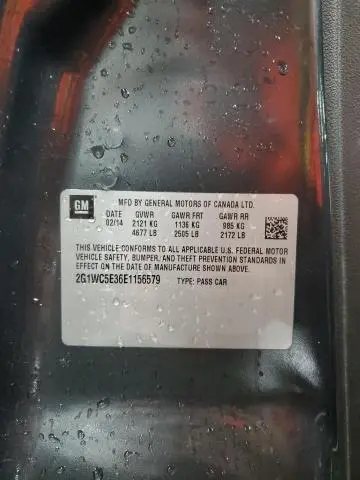 GM
MFD BY GENERAL MOTORS OF CANADA LTD.
DATE GVWR GAWR FRT GAWR RR
02/14 2121 KG 1136 KG 985 KG
4677 LB 2505 LB 2172 LB
THIS VEHICLE CONFORMS TO ALL APPLICABLE U.S. FEDERAL MOTOR
VEHICLE SAFETY, BUMPER, AND THEFT PREVENTION STANDARDS IN
EFFECT ON THE DATE OF MANUFACTURE SHOWN ABOVE.
2G1WC5E36E1156579 TYPE: PASS CAR